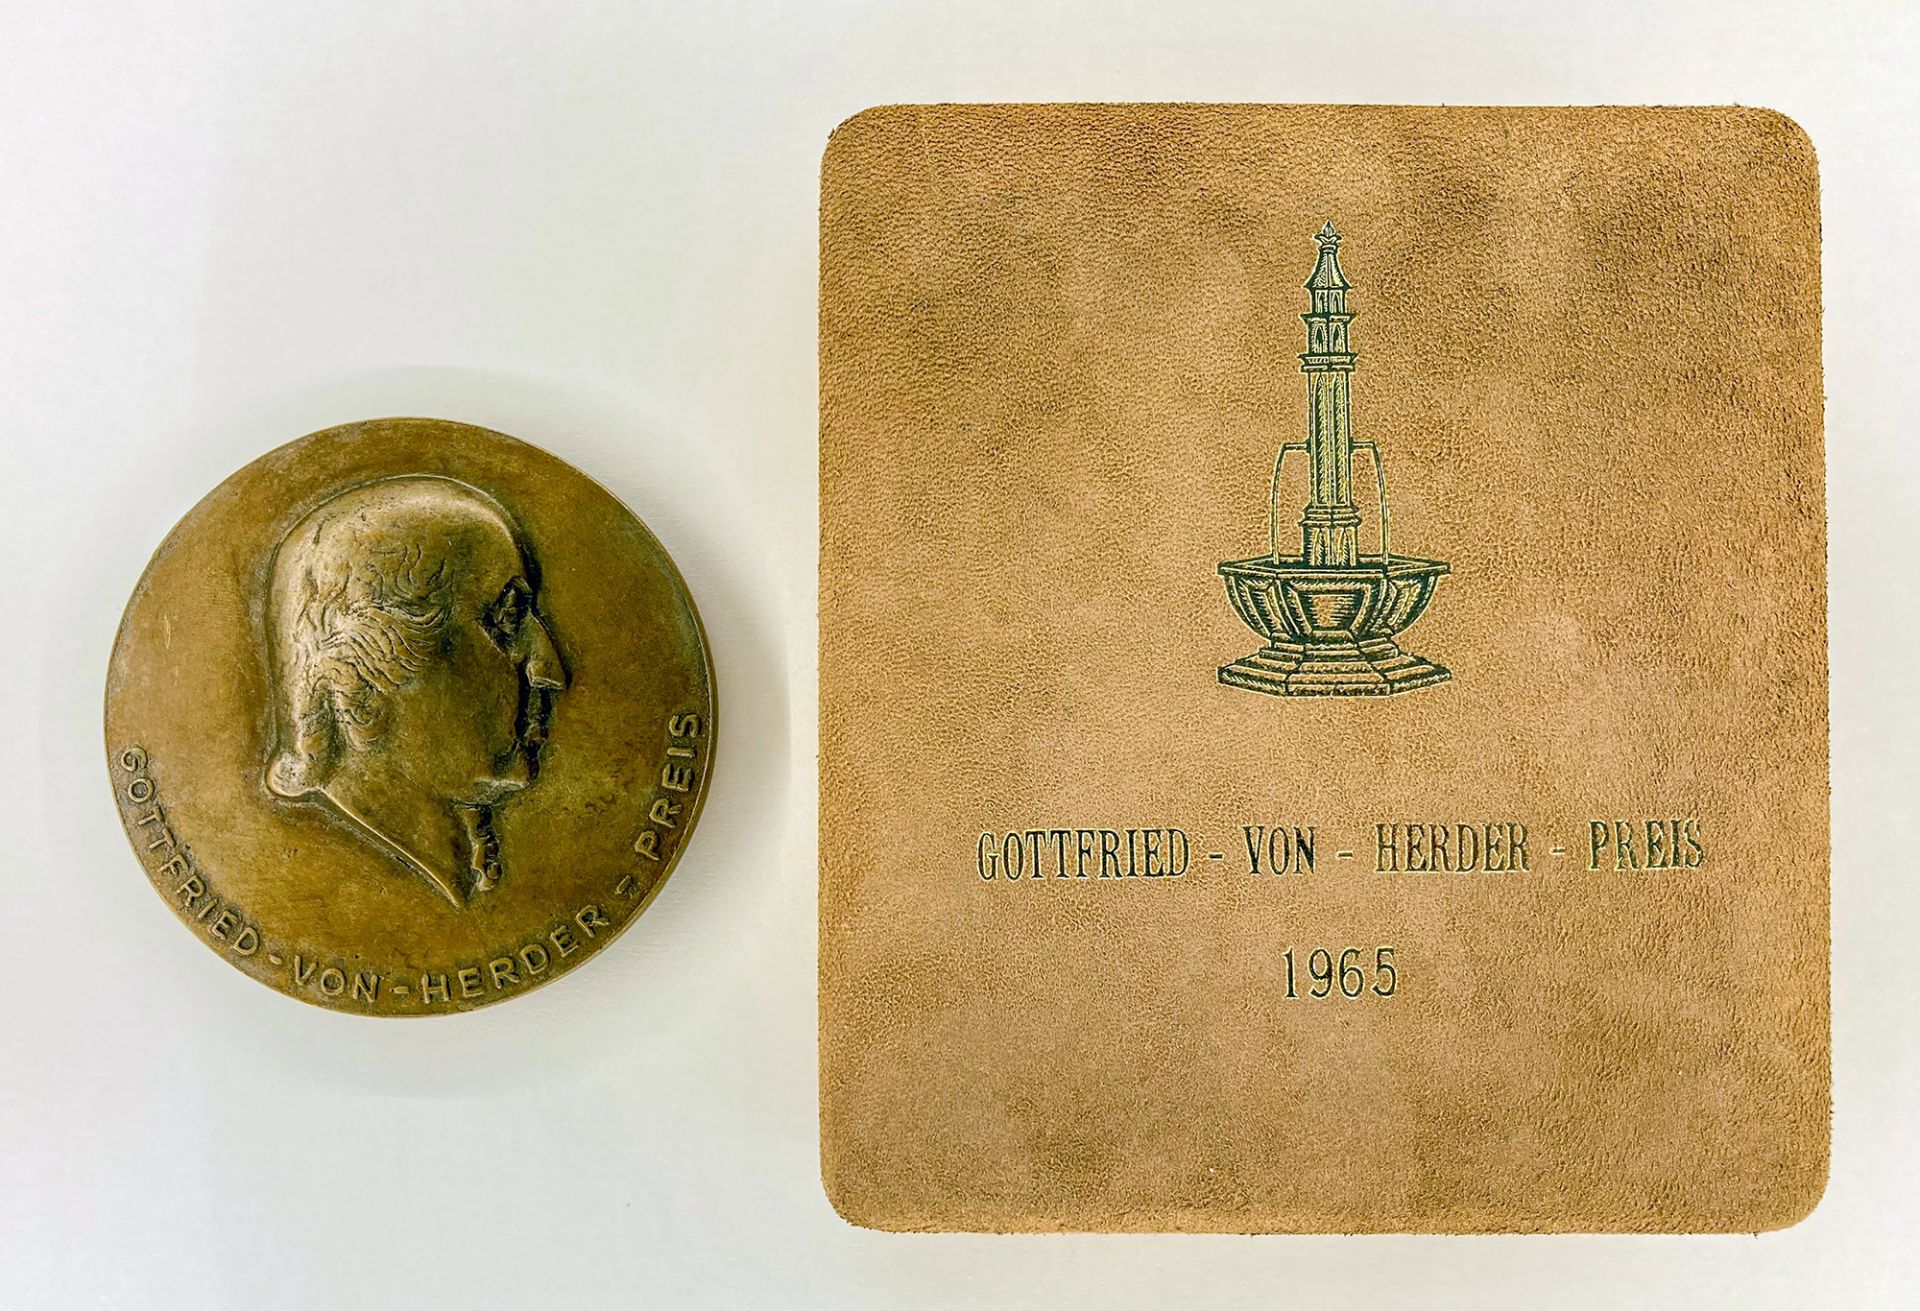 GOTTFRIED - VON - HERDER - PREIS
GOTTFRIED - VON - HERDER - PREIS
1965